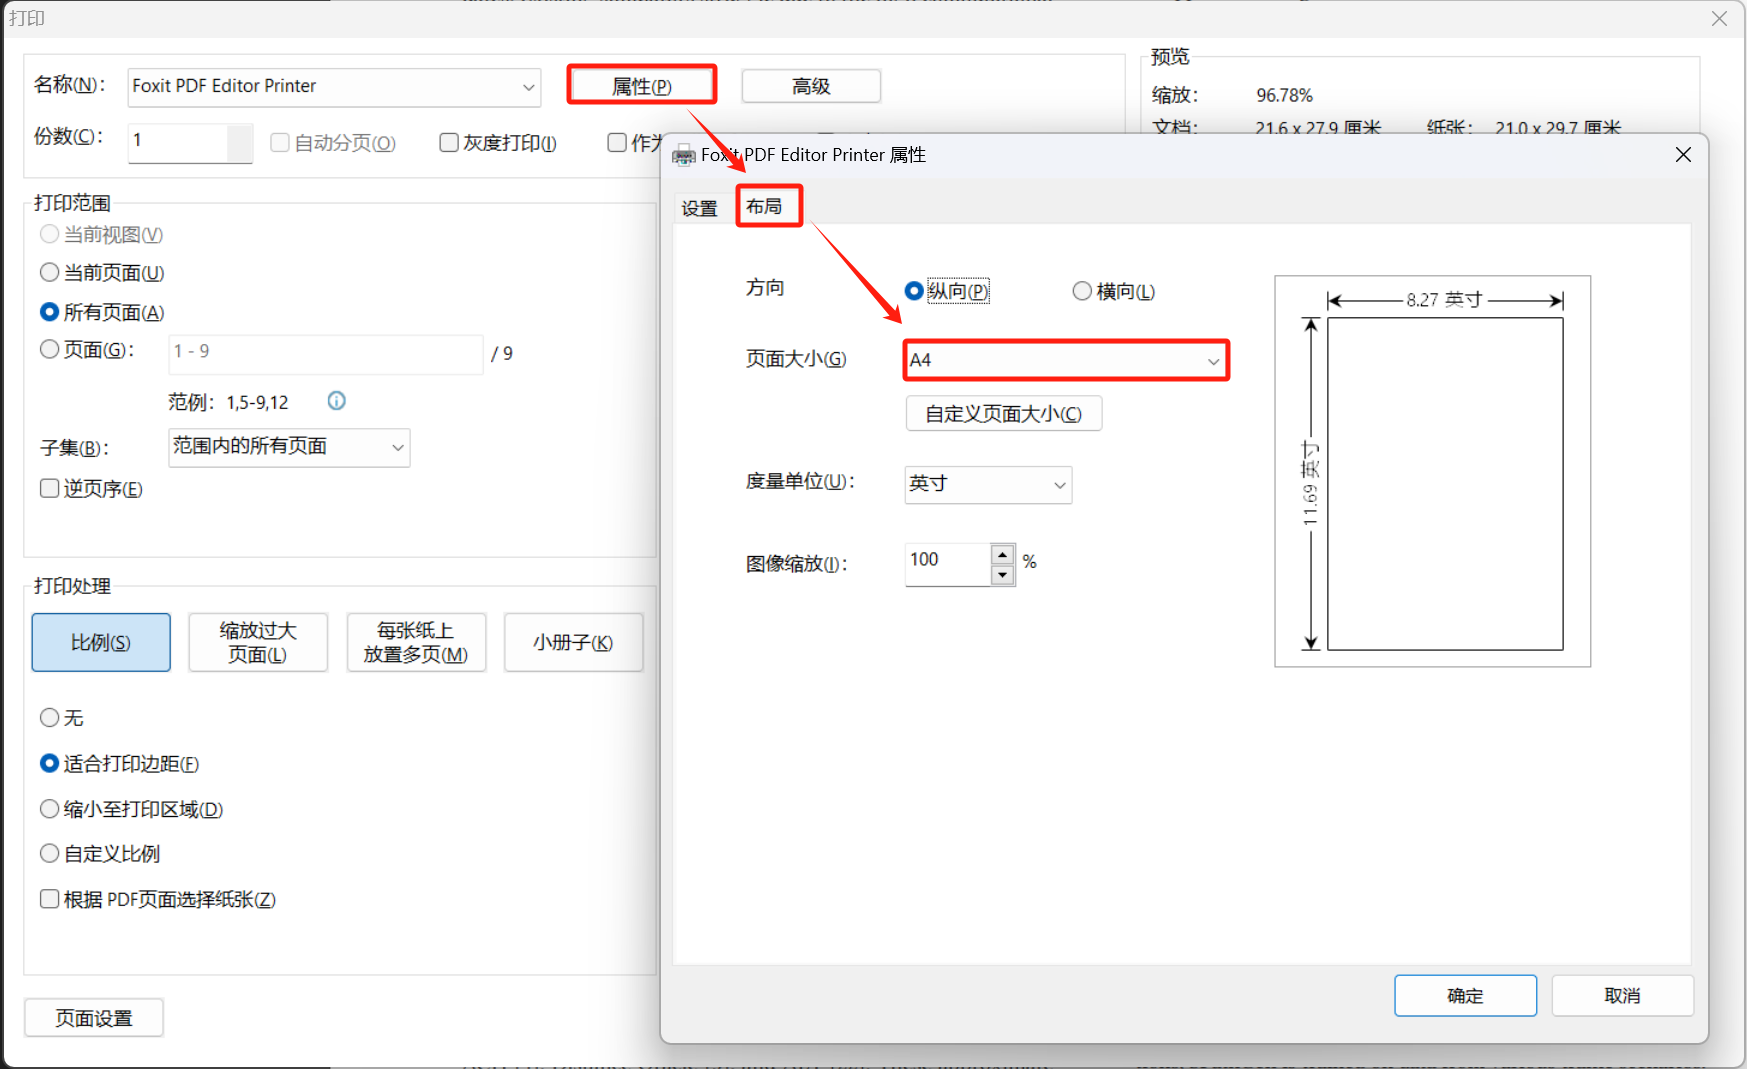 打印
名称(N): Foxit PDF Editor Printer 属性(P) 高级
份数(C): 1 自动分页(O) 灰度打印(I) 作为
预览
缩放: 96.78%
文档: 21.6 x 27.9 厘米 纸张: 21.0 x 29.7 厘米
打印范围
当前视图(V)
当前页面(U)
所有页面(A)
页面(G): 1 - 9 / 9
范例: 1,5-9,12
子集(B): 范围内的所有页面
逆页序(E)
打印处理
比例(S)
缩放过大
页面(L)
每张纸上
放置多页(M)
小册子(K)
无
适合打印边距(F)
缩小至打印区域(D)
自定义比例
根据 PDF页面选择纸张(Z)
页面设置
Foxit PDF Editor Printer 属性
设置 布局
方向 纵向(P) 横向(L)
页面大小(G) A4
自定义页面大小(C)
度量单位(U): 英寸
图像缩放(I): 100 %
8.27 英寸
11.69 英寸
确定 取消